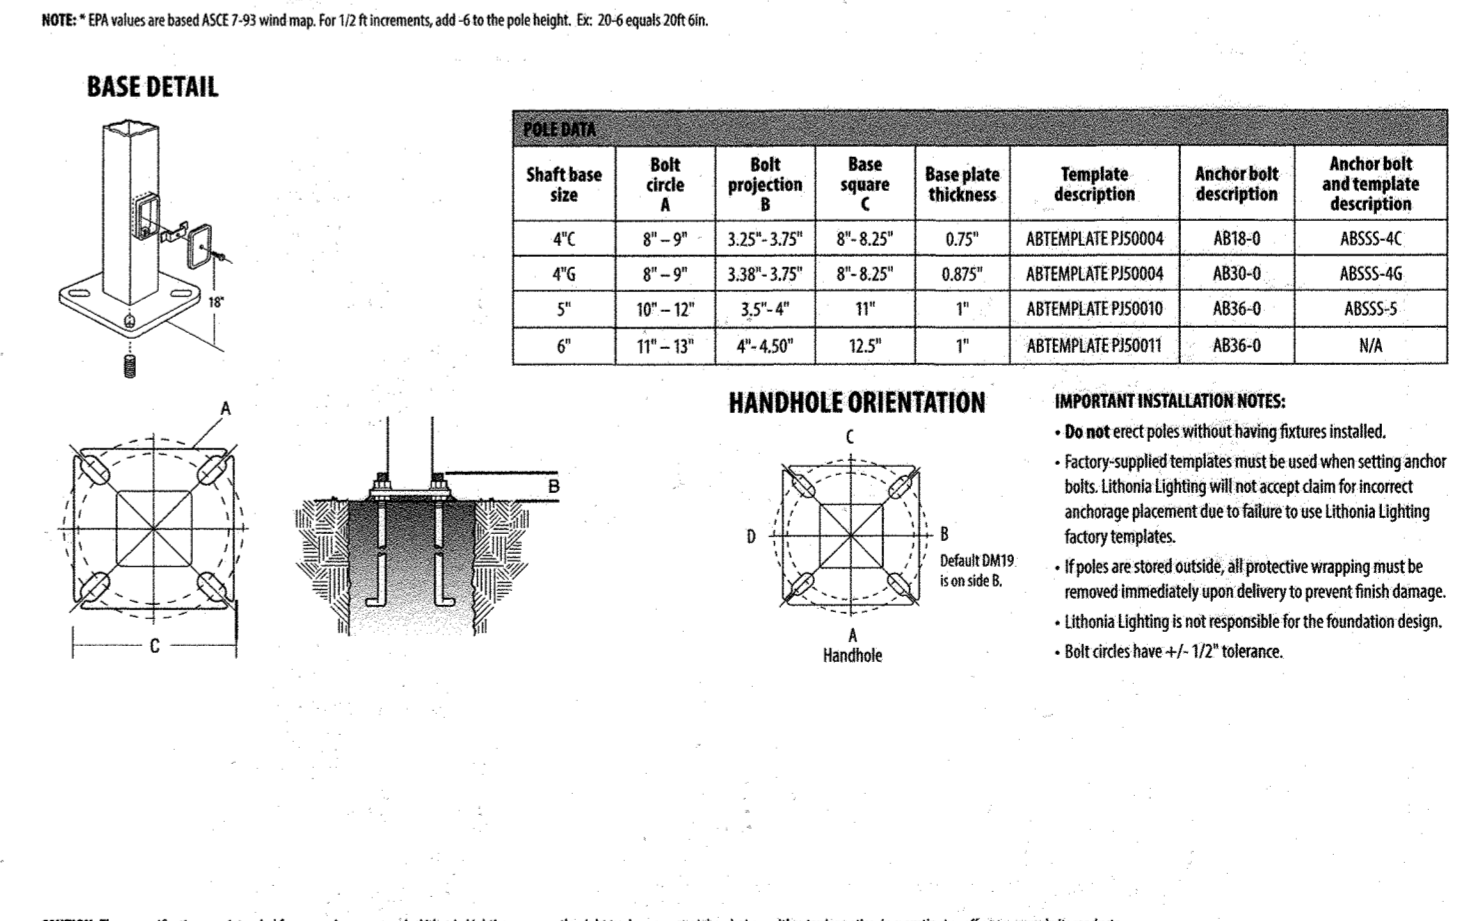 NOTE: * EPA values are based ASCE 7-93 wind map. For 1/2 ft increments, add -6 to the pole height. Ex: 20-6 equals 20ft 6in.
BASE DETAIL
18"
A
C
B
POLE DATA
Shaft base size | Bolt circle A | Bolt projection B | Base square C | Base plate thickness | Template description | Anchor bolt description | Anchor bolt and template description
4"C | 8" – 9" | 3.25"- 3.75" | 8"- 8.25" | 0.75" | ABTEMPLATE PJ50004 | AB18-0 | ABSSS-4C
4"G | 8" – 9" | 3.38"- 3.75" | 8"- 8.25" | 0.875" | ABTEMPLATE PJ50004 | AB30-0 | ABSSS-4G
5" | 10" – 12" | 3.5"- 4" | 11" | 1" | ABTEMPLATE PJ50010 | AB36-0 | ABSSS-5
6" | 11" – 13" | 4"- 4.50" | 12.5" | 1" | ABTEMPLATE PJ50011 | AB36-0 | N/A
HANDHOLE ORIENTATION
C
D
B
Default DM19
is on side B.
A
Handhole
IMPORTANT INSTALLATION NOTES:
• Do not erect poles without having fixtures installed.
• Factory-supplied templates must be used when setting anchor
bolts. Lithonia Lighting will not accept claim for incorrect
anchorage placement due to failure to use Lithonia Lighting
factory templates.
• If poles are stored outside, all protective wrapping must be
removed immediately upon delivery to prevent finish damage.
• Lithonia Lighting is not responsible for the foundation design.
• Bolt circles have +/- 1/2" tolerance.